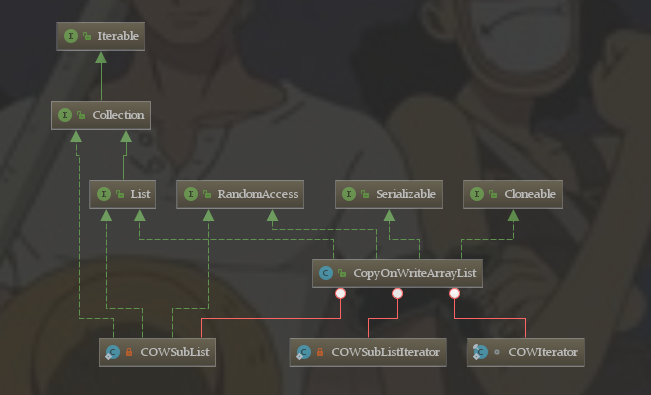 I Iterable
I Collection
I List
I RandomAccess
I Serializable
I Cloneable
C CopyOnWriteArrayList
C COWSubList
C COWSubListIterator
C COWIterator